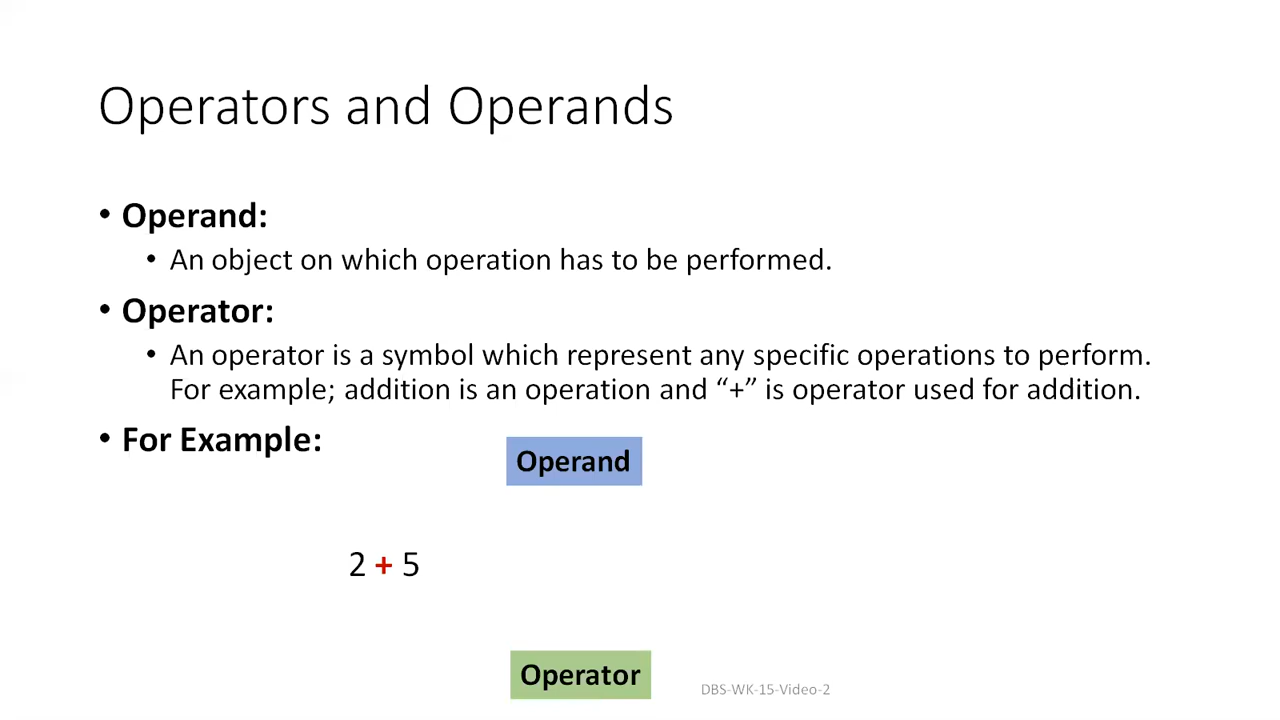 Operators and Operands
• Operand:
• An object on which operation has to be performed.
• Operator:
• An operator is a symbol which represent any specific operations to perform.
For example; addition is an operation and “+” is operator used for addition.
• For Example:
Operand
2 + 5
Operator
DBS-WK-15-Video-2